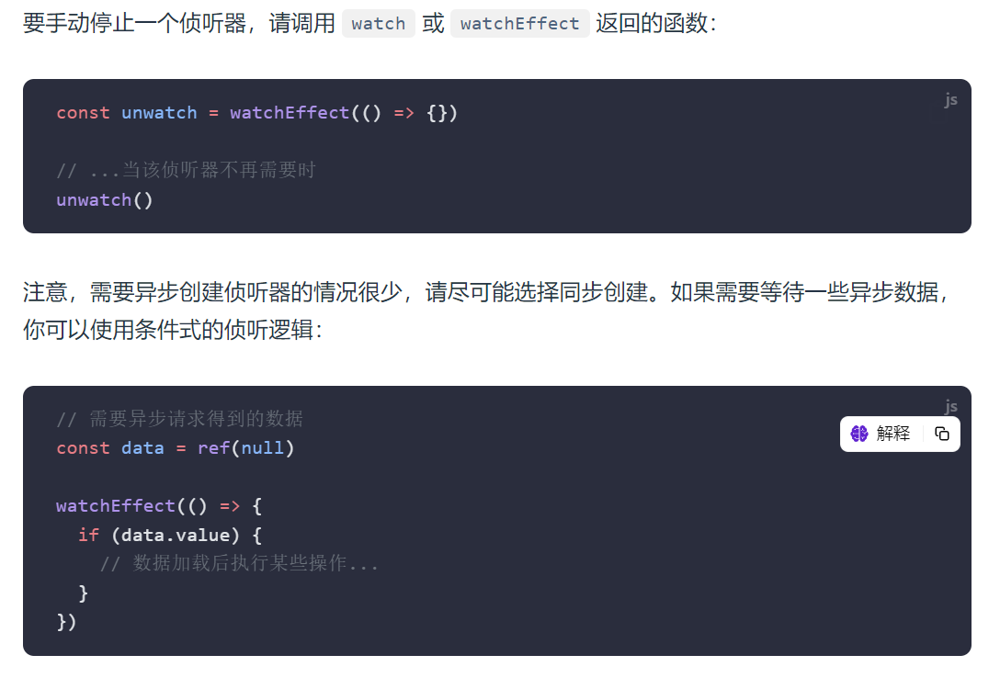 要手动停止一个侦听器，请调用 watch 或 watchEffect 返回的函数：
js
const unwatch = watchEffect(() => {})
// ...当该侦听器不再需要时
unwatch()
注意，需要异步创建侦听器的情况很少，请尽可能选择同步创建。如果需要等待一些异步数据，
你可以使用条件式的侦听逻辑：
js
// 需要异步请求得到的数据
解释
const data = ref(null)
watchEffect(() => {
  if (data.value) {
    // 数据加载后执行某些操作...
  }
})